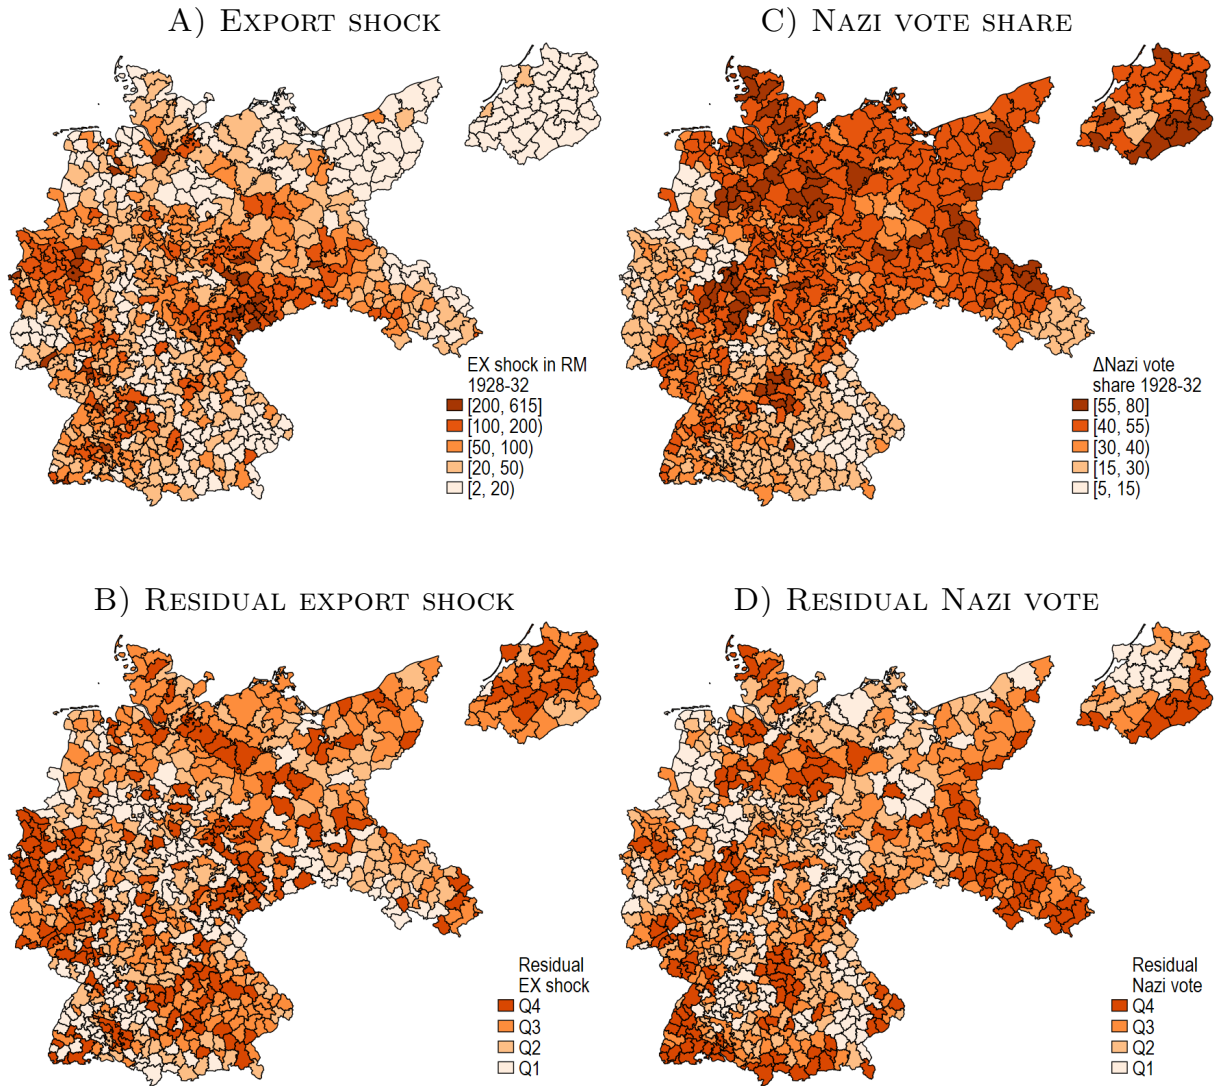 A) Export shock
EX shock in RM
1928-32
[200, 615]
[100, 200)
[50, 100)
[20, 50)
[2, 20)
C) Nazi vote share
ΔNazi vote
share 1928-32
[55, 80]
[40, 55)
[30, 40)
[15, 30)
[5, 15)
B) Residual export shock
Residual
EX shock
Q4
Q3
Q2
Q1
D) Residual Nazi vote
Residual
Nazi vote
Q4
Q3
Q2
Q1